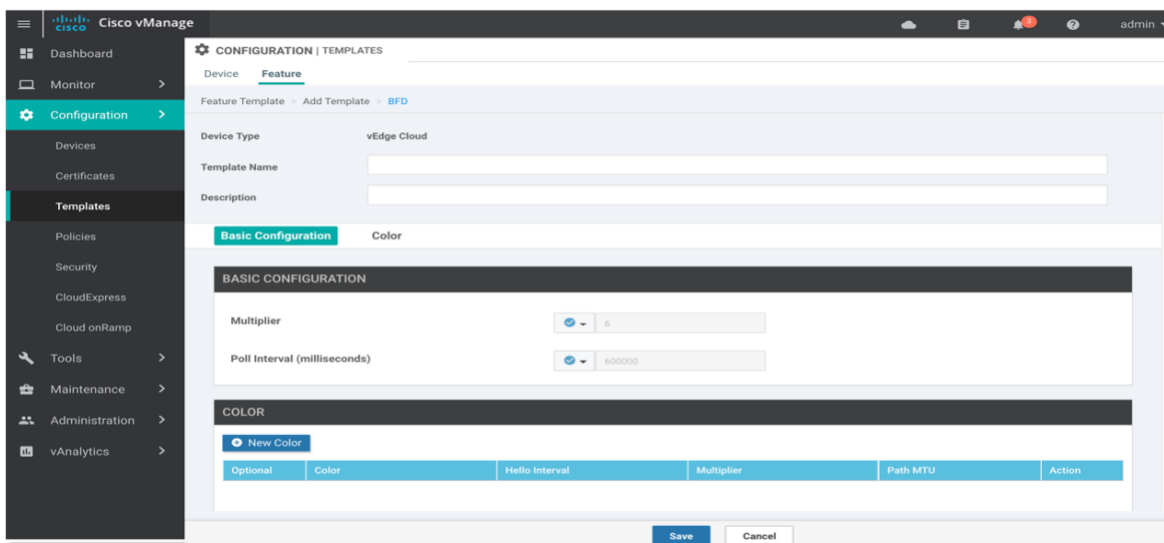 cisco Cisco vManage
3
admin
Dashboard
Monitor
Configuration
Devices
Certificates
Templates
Policies
Security
CloudExpress
Cloud onRamp
Tools
Maintenance
Administration
vAnalytics
CONFIGURATION | TEMPLATES
Device Feature
Feature Template > Add Template > BFD
Device Type vEdge Cloud
Template Name
Description
Basic Configuration Color
BASIC CONFIGURATION
Multiplier 6
Poll Interval (milliseconds) 600000
COLOR
New Color
Optional Color Hello Interval Multiplier Path MTU Action
Save Cancel